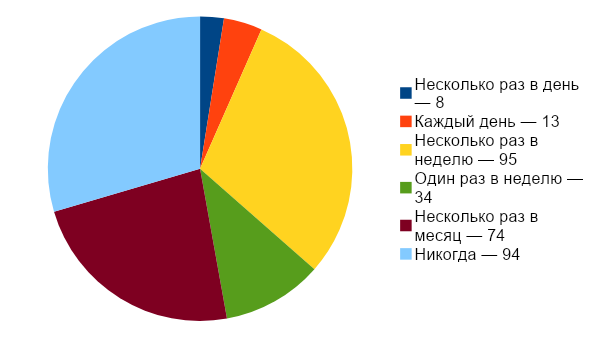 Несколько раз в день
— 8
Каждый день — 13
Несколько раз в
неделю — 95
Один раз в неделю —
34
Несколько раз в
месяц — 74
Никогда — 94